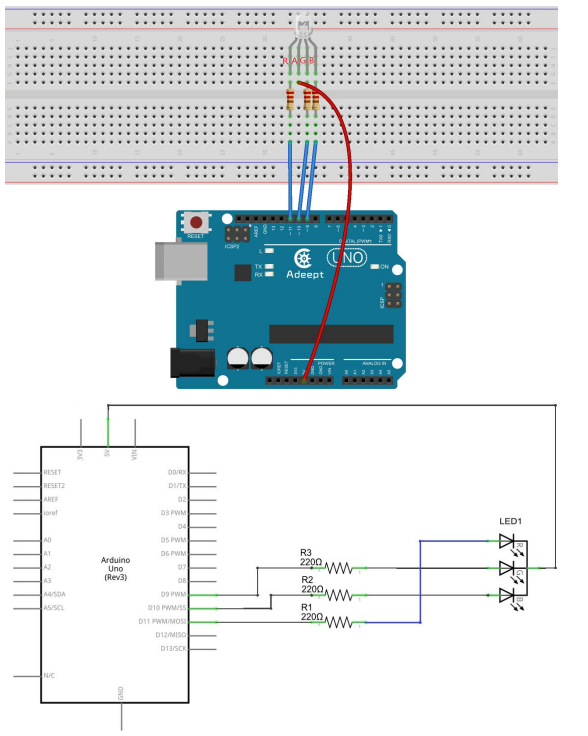 R A G B
RESET
ICSP2
AREF
GND
13
12
~11
~10
~9
8
7
~6
~5
4
~3
2
TX▸1
RX◂0
L
DIGITAL (PWM~)
TX
RX
Adeept
UNO
ON
1
ICSP
IOREF
RESET
3V3
5V
GND
GND
VIN
POWER
ANALOG IN
A0
A1
A2
A3
A4
A5
3V3
5V
VIN
RESET
RESET2
AREF
ioref
A0
A1
A2
A3
A4/SDA
A5/SCL
N/C
Arduino
Uno
(Rev3)
D0/RX
D1/TX
D2
D3 PWM
D4
D5 PWM
D6 PWM
D7
D8
D9 PWM
D10 PWM/SS
D11 PWM/MOSI
D12/MISO
D13/SCK
GND
R3
220Ω
R2
220Ω
R1
220Ω
LED1
R
G
B